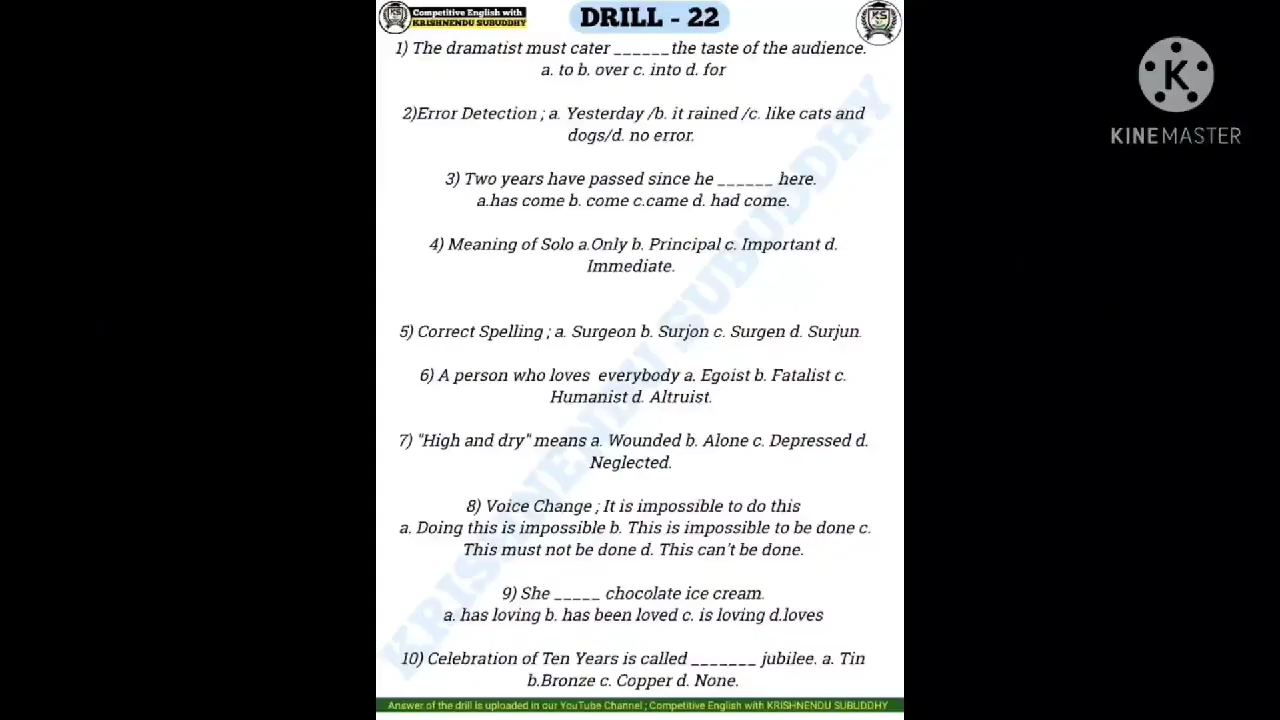 Competitive English with
KRISHNENDU SUBUDDHY
DRILL - 22
KS
K
KINEMASTER
1) The dramatist must cater ______the taste of the audience.
a. to b. over c. into d. for
2)Error Detection ; a. Yesterday /b. it rained /c. like cats and
dogs/d. no error.
3) Two years have passed since he ______ here.
a.has come b. come c.came d. had come.
4) Meaning of Solo a.Only b. Principal c. Important d.
Immediate.
5) Correct Spelling ; a. Surgeon b. Surjon c. Surgen d. Surjun.
6) A person who loves everybody a. Egoist b. Fatalist c.
Humanist d. Altruist.
7) "High and dry" means a. Wounded b. Alone c. Depressed d.
Neglected.
8) Voice Change ; It is impossible to do this
a. Doing this is impossible b. This is impossible to be done c.
This must not be done d. This can't be done.
9) She _____ chocolate ice cream.
a. has loving b. has been loved c. is loving d.loves
10) Celebration of Ten Years is called _______ jubilee. a. Tin
b.Bronze c. Copper d. None.
KRISHNENDU SUBUDDHY
Answer of the drill is uploaded in our YouTube Channel ; Competitive English with KRISHNENDU SUBUDDHY